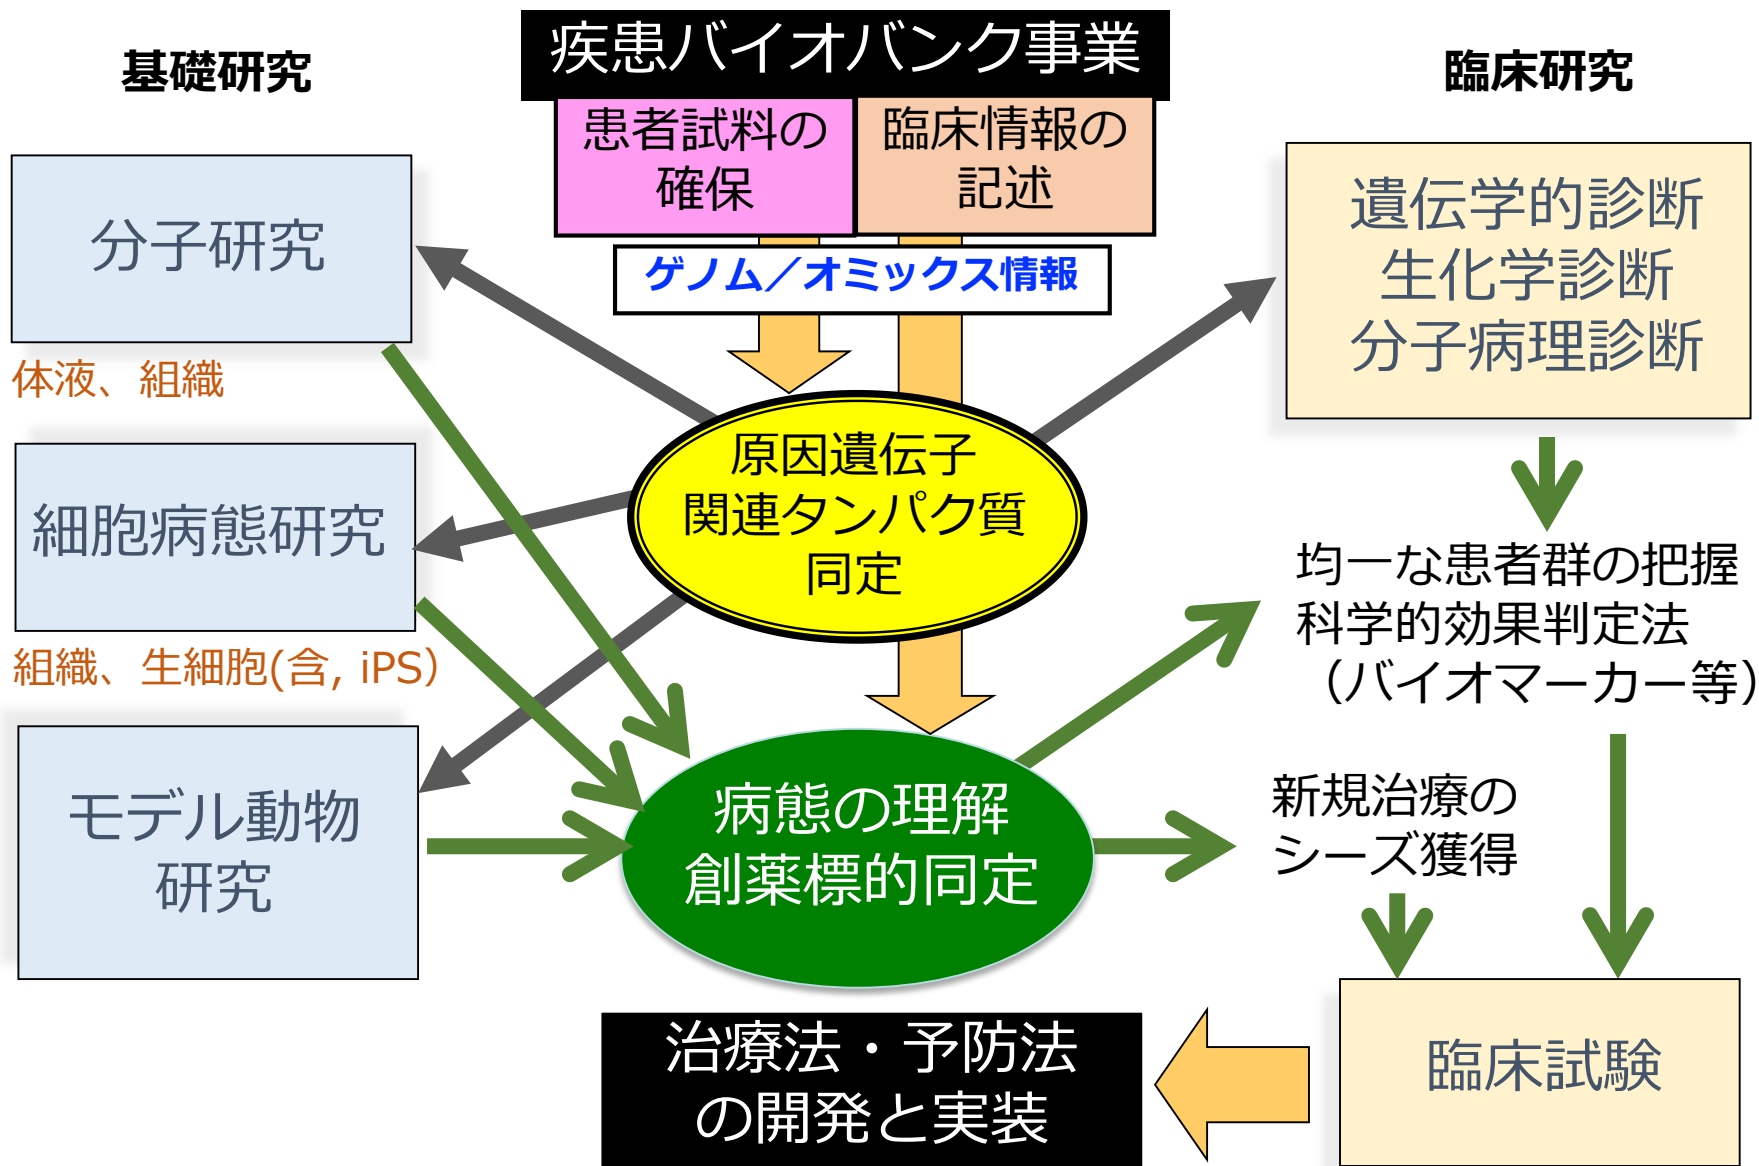 疾患バイオバンク事業
基礎研究
臨床研究
患者試料の
確保
臨床情報の
記述
ゲノム／オミックス情報
分子研究
体液、組織
遺伝学的診断
生化学診断
分子病理診断
原因遺伝子
関連タンパク質
同定
細胞病態研究
組織、生細胞(含, iPS）
均一な患者群の把握
科学的効果判定法
（バイオマーカー等）
モデル動物
研究
病態の理解
創薬標的同定
新規治療の
シーズ獲得
治療法・予防法
の開発と実装
臨床試験